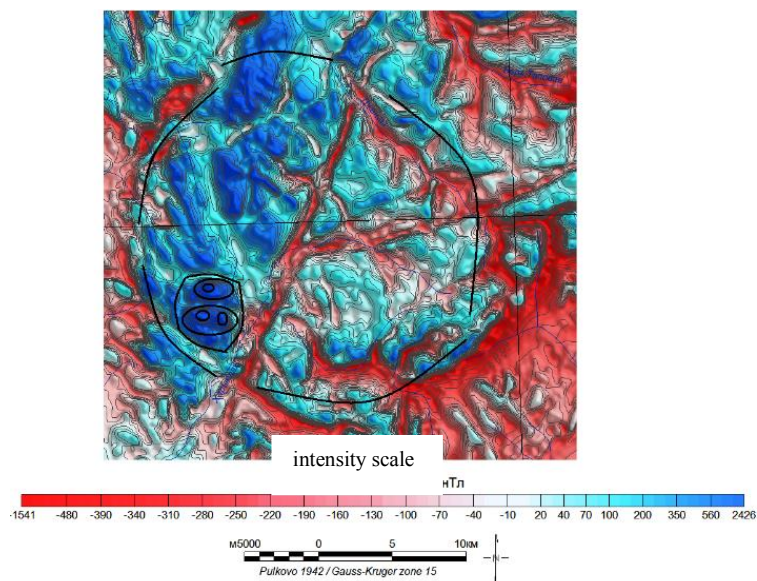 intensity scale
нТл
-1541 -480 -390 -340 -310 -280 -250 -220 -190 -160 -130 -100 -70 -40 -10 20 40 70 100 140 200 350 560 2426
м5000 0 5 10км
Pulkovo 1942 / Gauss-Kruger zone 15